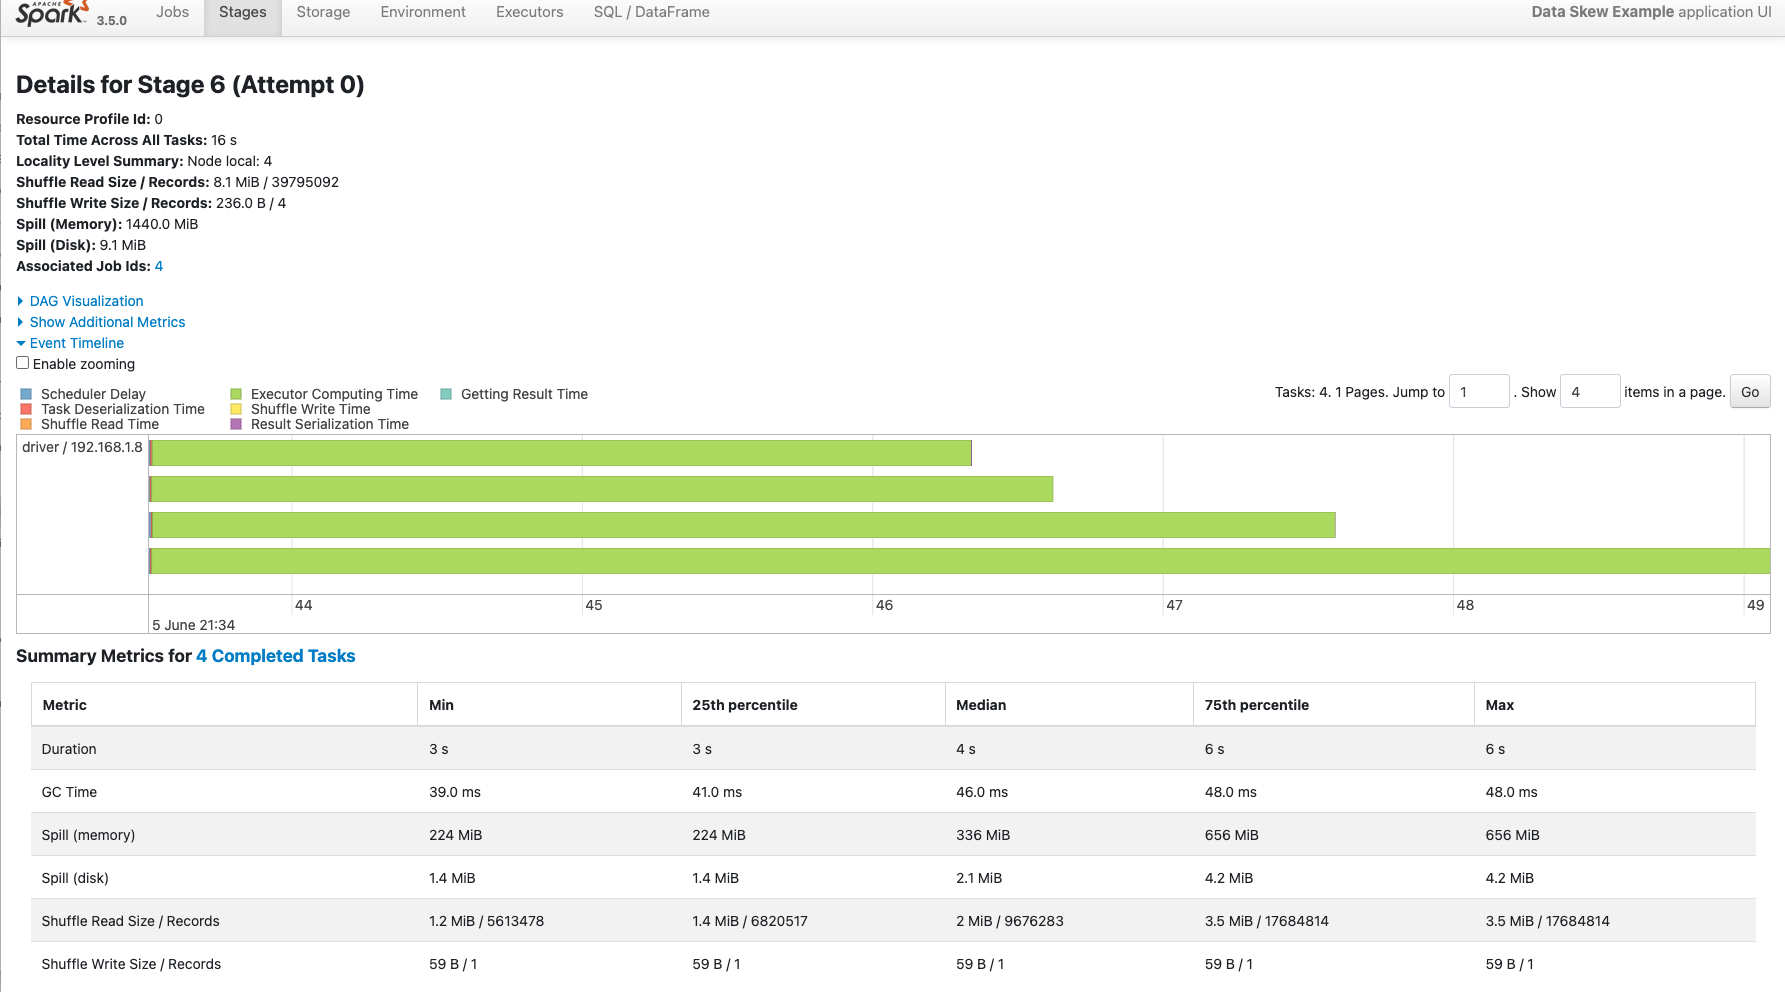 APACHE
Spark 3.5.0 Jobs Stages Storage Environment Executors SQL / DataFrame Data Skew Example application UI
Details for Stage 6 (Attempt 0)
Resource Profile Id: 0
Total Time Across All Tasks: 16 s
Locality Level Summary: Node local: 4
Shuffle Read Size / Records: 8.1 MiB / 39795092
Shuffle Write Size / Records: 236.0 B / 4
Spill (Memory): 1440.0 MiB
Spill (Disk): 9.1 MiB
Associated Job Ids: 4
DAG Visualization
Show Additional Metrics
Event Timeline
Enable zooming
Scheduler Delay Executor Computing Time Getting Result Time
Task Deserialization Time Shuffle Write Time
Shuffle Read Time Result Serialization Time
Tasks: 4. 1 Pages. Jump to 1 . Show 4 items in a page. Go
driver / 192.168.1.8
44 45 46 47 48 49
5 June 21:34
Summary Metrics for 4 Completed Tasks
Metric Min 25th percentile Median 75th percentile Max
Duration 3 s 3 s 4 s 6 s 6 s
GC Time 39.0 ms 41.0 ms 46.0 ms 48.0 ms 48.0 ms
Spill (memory) 224 MiB 224 MiB 336 MiB 656 MiB 656 MiB
Spill (disk) 1.4 MiB 1.4 MiB 2.1 MiB 4.2 MiB 4.2 MiB
Shuffle Read Size / Records 1.2 MiB / 5613478 1.4 MiB / 6820517 2 MiB / 9676283 3.5 MiB / 17684814 3.5 MiB / 17684814
Shuffle Write Size / Records 59 B / 1 59 B / 1 59 B / 1 59 B / 1 59 B / 1